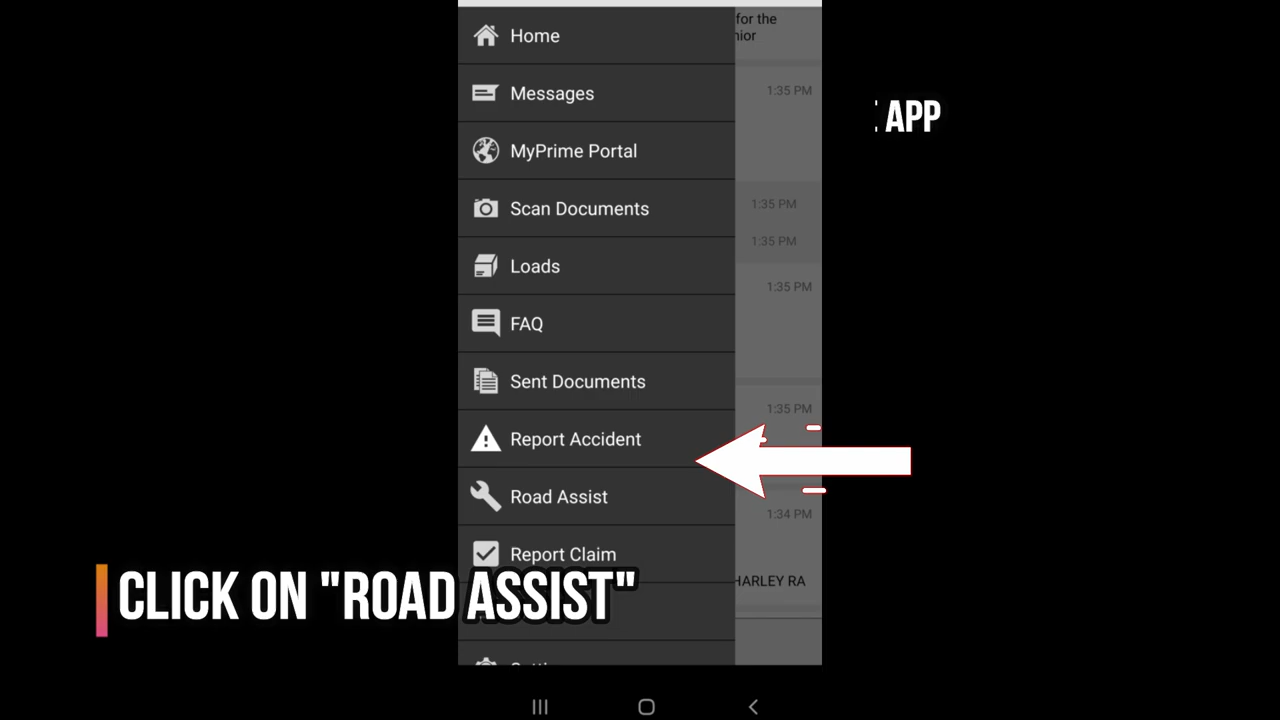 Home
for the
nior
Messages
1:35 PM
: APP
MyPrime Portal
Scan Documents
1:35 PM
1:35 PM
Loads
1:35 PM
FAQ
Sent Documents
1:35 PM
Report Accident
Road Assist
1:34 PM
Report Claim
HARLEY RA
CLICK ON "ROAD ASSIST"